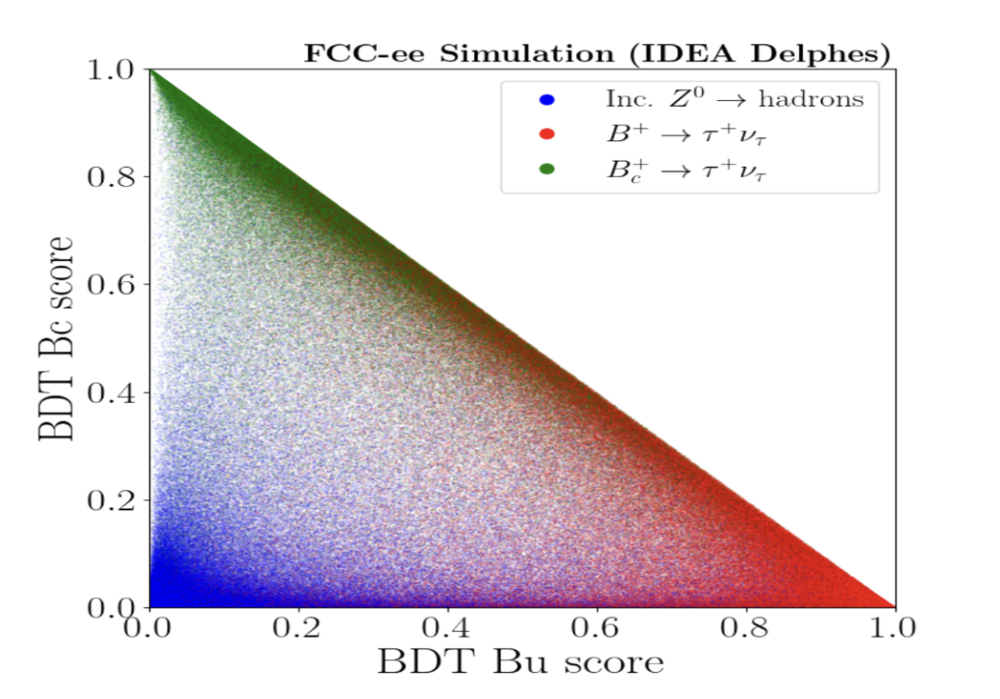 FCC-ee Simulation (IDEA Delphes)
Inc. Z⁰ → hadrons
B⁺ → τ⁺ν_τ
B_c⁺ → τ⁺ν_τ
BDT Bc score
1.0
0.8
0.6
0.4
0.2
0.0
0.0 0.2 0.4 0.6 0.8 1.0
BDT Bu score